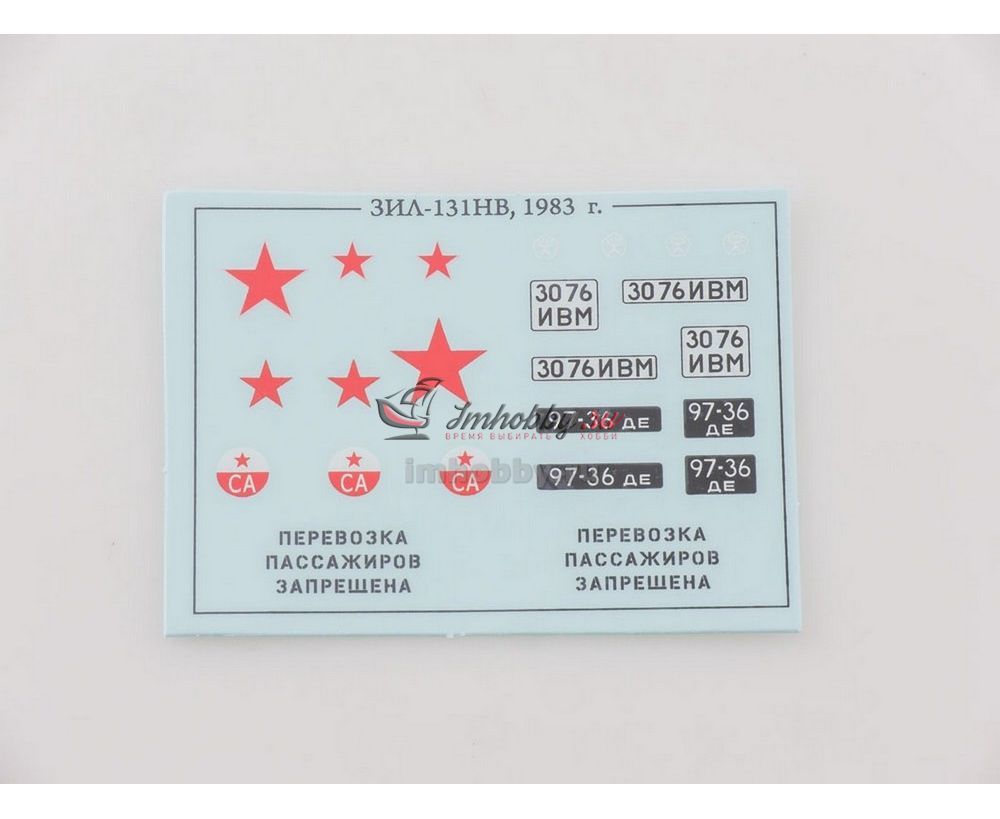 ЗИЛ-131НВ, 1983 г.
3076
ИВМ
3076ИВМ
3076ИВМ
3076
ИВМ
Imhobby.ru
ВРЕМЯ ВЫБИРАТЬ ХОББИ
imhobby
97-36 ДЕ
97-36
ДЕ
97-36 ДЕ
97-36
ДЕ
СА
СА
СА
ПЕРЕВОЗКА
ПАССАЖИРОВ
ЗАПРЕЩЕНА
ПЕРЕВОЗКА
ПАССАЖИРОВ
ЗАПРЕЩЕНА